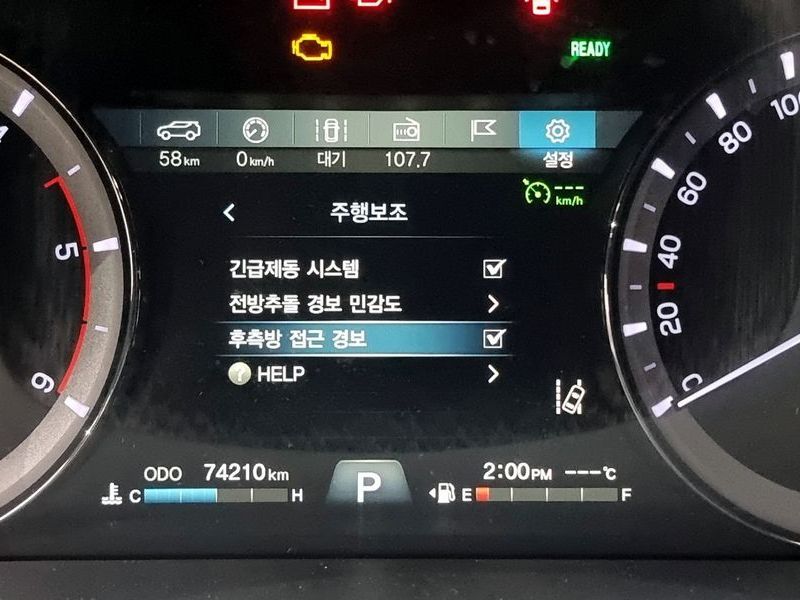 READY
58km 0km/h 대기 107.7 설정
---
km/h
주행보조
긴급제동 시스템
전방추돌 경보 민감도
후측방 접근 경보
? HELP
ODO 74210 km
C H
P
2:00PM ---℃
E F
5
6
0
20
40
60
80
100